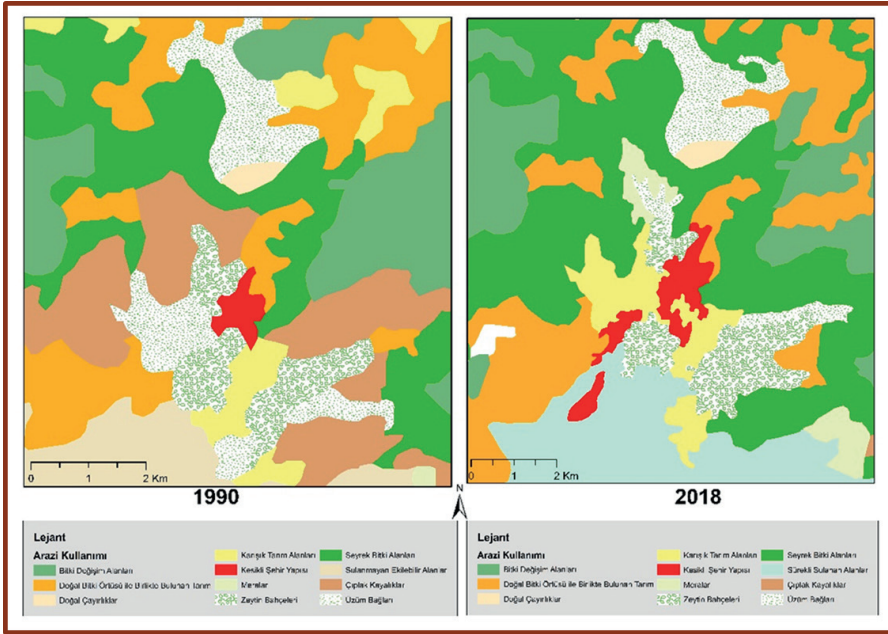 0 1 2 Km
1990
N
0 1 2 Km
2018
Lejant
Arazi Kullanımı
Bitki Değişim Alanları
Doğal Bitki Örtüsü ile Birlikte Bulunan Tarım
Doğal Çayırlıklar
Karışık Tarım Alanları
Kesikli Şehir Yapısı
Meralar
Zeytin Bahçeleri
Seyrek Bitki Alanları
Sulanmayan Ekilebilir Alanlar
Çıplak Kayalıklar
Üzüm Bağları
Lejant
Arazi Kullanımı
Bitki Değişim Alanları
Doğal Bitki Örtüsü ile Birlikte Bulunan Tarım
Doğal Çayırlıklar
Karışık Tarım Alanları
Kesikli Şehir Yapısı
Meralar
Zeytin Bahçeleri
Seyrek Bitki Alanları
Sürekli Sulanan Alanlar
Çıplak Kayalıklar
Üzüm Bağları